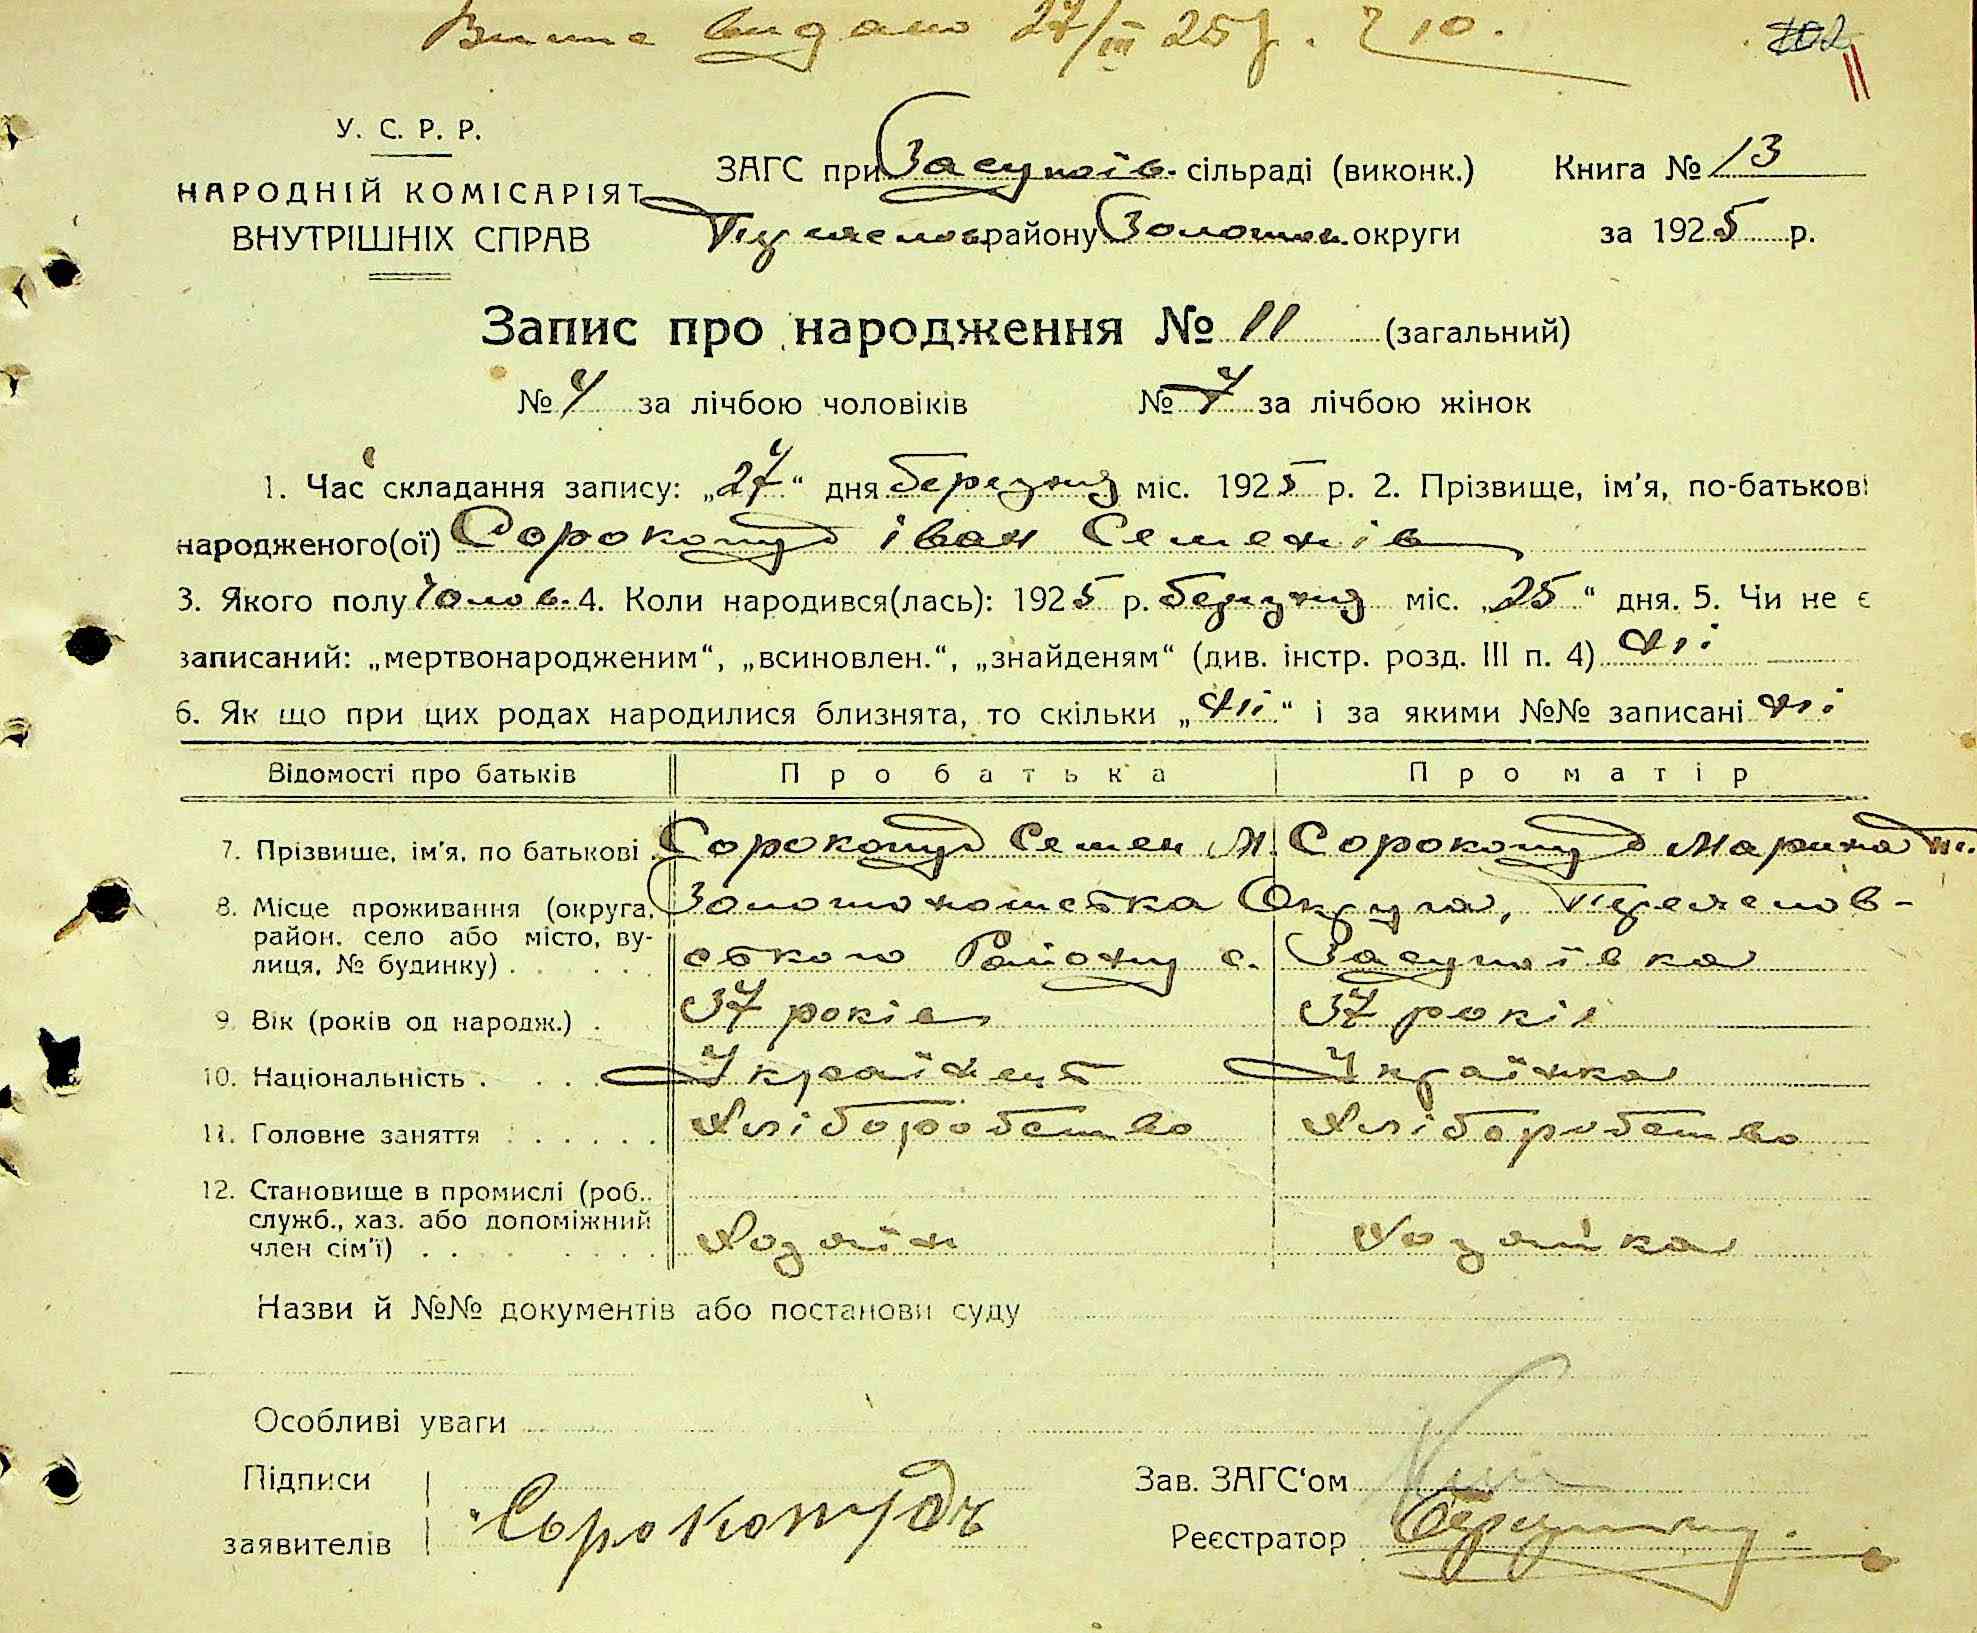 Випис видано 27/III 25 р. № 10.
11
У. С. Р. Р.
НАРОДНІЙ КОМІСАРІЯТ
ВНУТРІШНІХ СПРАВ
ЗАГС при Засупоїв. сільраді (виконк.) Книга № 13
району Золотон. округи за 1925 р.
Запис про народження № 11 (загальний)
№ 4 за лічбою чоловіків № 7 за лічбою жінок
1. Час складання запису: „27“ дня березня міс. 1925 р. 2. Прізвище, ім'я, по-батькові
народженого(ої) Сорокопуд Іван Семенів
3. Якого полу Чолов. 4. Коли народився(лась): 1925 р. березня міс. „25“ дня. 5. Чи не є
записаний: „мертвонародженим“, „всиновлен.“, „знайденям“ (див. інстр. розд. III п. 4) Ні
6. Як що при цих родах народилися близнята, то скільки „Ні“ і за якими №№ записані Ні
Відомості про батьків Про батька Про матір
7. Прізвище, ім'я, по батькові Сорокопуд Семен М. Сорокопуд Марина
8. Місце проживання (округа, район, село або місто, вулиця, № будинку) Золотоношська Округа,
ського Району с. Засупоївка
9. Вік (років од народж.) 37 років 37 років
10. Національність Українець Українка
11. Головне заняття Хліборобство Хліборобство
12. Становище в промислі (роб., служб., хаз. або допоміжний член сім'ї) Хозяїн Хозяйка
Назви й №№ документів або постанови суду
Особливі уваги
Підписи заявителів Сорокопудъ
Зав. ЗАГС'ом
Реєстратор